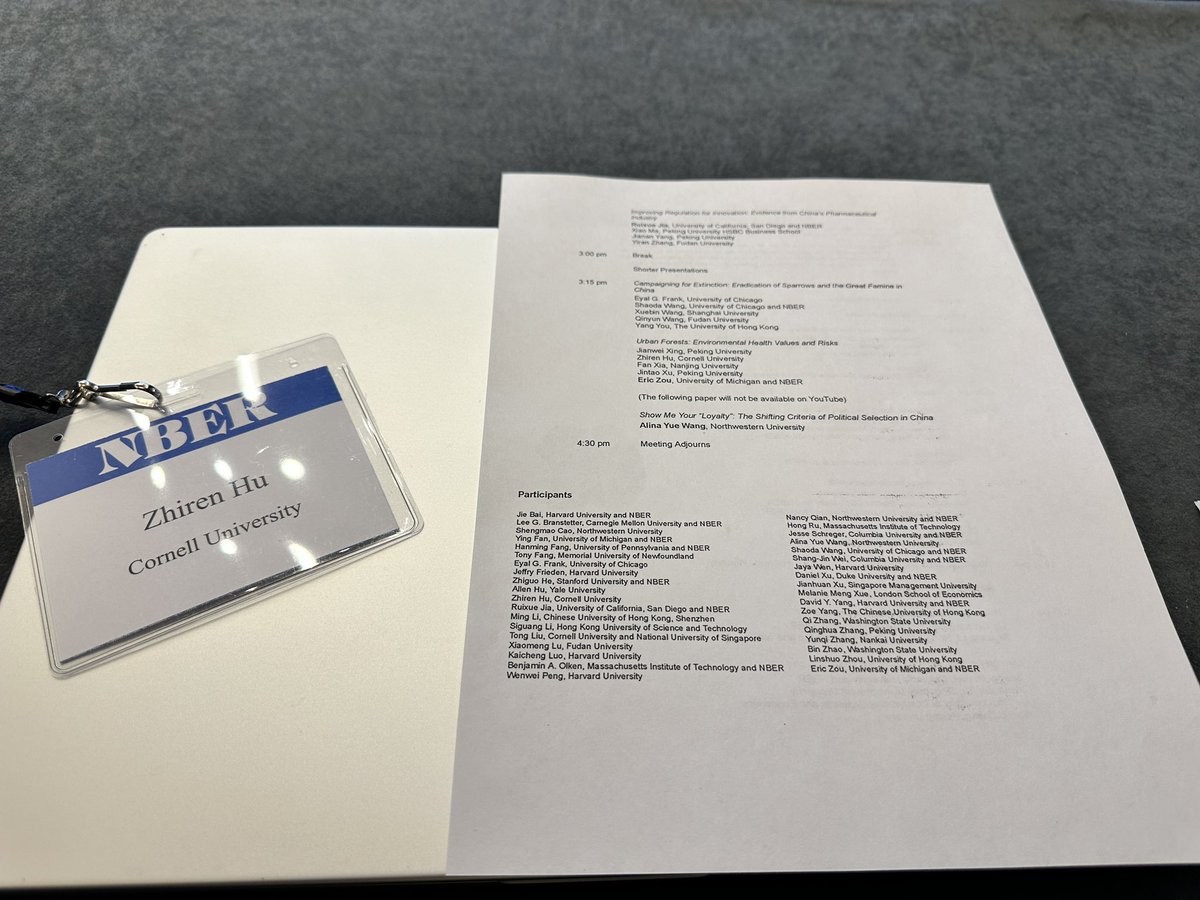 NBER
Zhiren Hu
Cornell University
Improving Regulation for Innovation: Evidence from China's Pharmaceutical
Industry
Ruixue Jia, University of California, San Diego and NBER
Xiao Ma, Peking University HSBC Business School
Jianan Yang, Peking University
Yiran Zhang, Fudan University
3:00 pm Break
Shorter Presentations
3:15 pm Campaigning for Extinction: Eradication of Sparrows and the Great Famine in
China
Eyal G. Frank, University of Chicago
Shaoda Wang, University of Chicago and NBER
Xuebin Wang, Shanghai University
Qinyun Wang, Fudan University
Yang You, The University of Hong Kong
Urban Forests: Environmental Health Values and Risks
Jianwei Xing, Peking University
Zhiren Hu, Cornell University
Fan Xia, Nanjing University
Jintao Xu, Peking University
Eric Zou, University of Michigan and NBER
(The following paper will not be available on YouTube)
Show Me Your "Loyalty": The Shifting Criteria of Political Selection in China
Alina Yue Wang, Northwestern University
4:30 pm Meeting Adjourns
Participants
Jie Bai, Harvard University and NBER
Lee G. Branstetter, Carnegie Mellon University and NBER
Shengmao Cao, Northwestern University
Ying Fan, University of Michigan and NBER
Hanming Fang, University of Pennsylvania and NBER
Tony Fang, Memorial University of Newfoundland
Eyal G. Frank, University of Chicago
Jeffry Frieden, Harvard University
Zhiguo He, Stanford University and NBER
Allen Hu, Yale University
Zhiren Hu, Cornell University
Ruixue Jia, University of California, San Diego and NBER
Ming Li, Chinese University of Hong Kong, Shenzhen
Siguang Li, Hong Kong University of Science and Technology
Tong Liu, Cornell University and National University of Singapore
Xiaomeng Lu, Fudan University
Kaicheng Luo, Harvard University
Benjamin A. Olken, Massachusetts Institute of Technology and NBER
Wenwei Peng, Harvard University
Nancy Qian, Northwestern University and NBER
Hong Ru, Massachusetts Institute of Technology
Jesse Schreger, Columbia University and NBER
Alina Yue Wang, Northwestern University
Shaoda Wang, University of Chicago and NBER
Shang-Jin Wei, Columbia University and NBER
Jaya Wen, Harvard University
Daniel Xu, Duke University and NBER
Jianhuan Xu, Singapore Management University
Melanie Meng Xue, London School of Economics
David Y. Yang, Harvard University and NBER
Zoe Yang, The Chinese University of Hong Kong
Qi Zhang, Washington State University
Qinghua Zhang, Peking University
Yunqi Zhang, Nankai University
Bin Zhao, Washington State University
Linshuo Zhou, University of Hong Kong
Eric Zou, University of Michigan and NBER